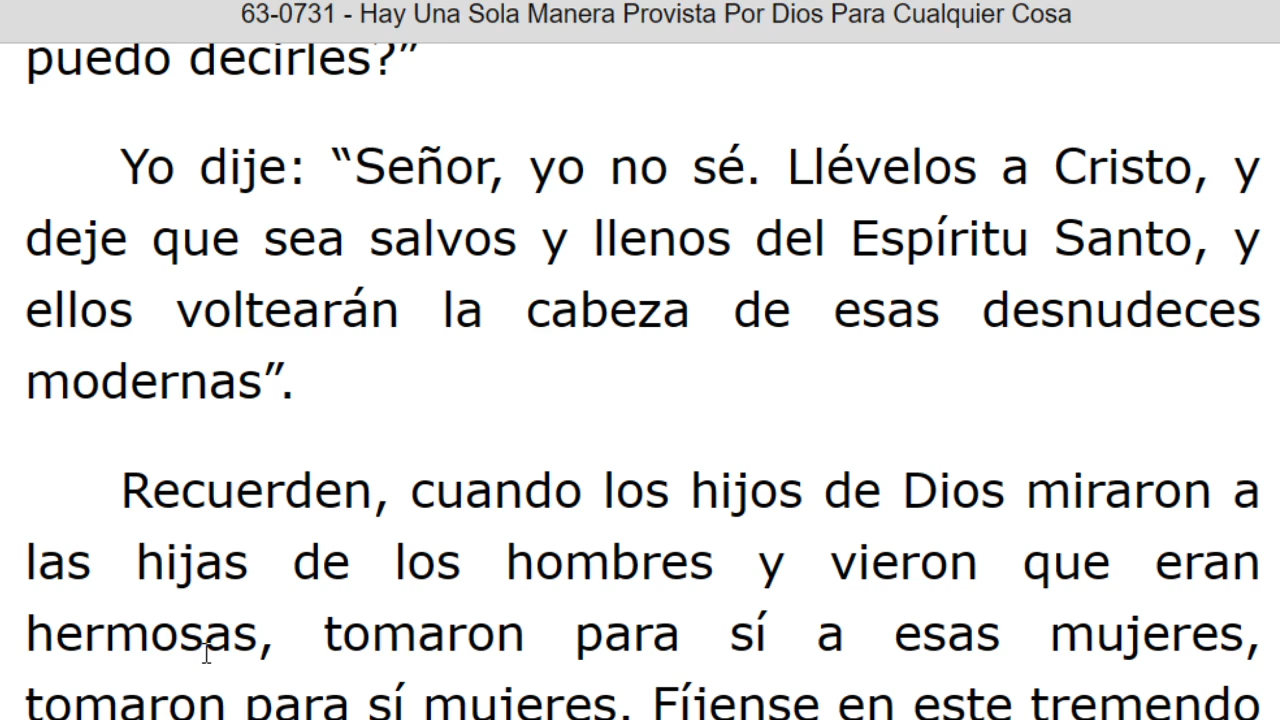 63-0731 - Hay Una Sola Manera Provista Por Dios Para Cualquier Cosa
puedo decirles?”
Yo dije: “Señor, yo no sé. Llévelos a Cristo, y
deje que sea salvos y llenos del Espíritu Santo, y
ellos voltearán la cabeza de esas desnudeces
modernas”.
Recuerden, cuando los hijos de Dios miraron a
las hijas de los hombres y vieron que eran
hermosas, tomaron para sí a esas mujeres,
tomaron para sí mujeres. Fíjense en este tremendo